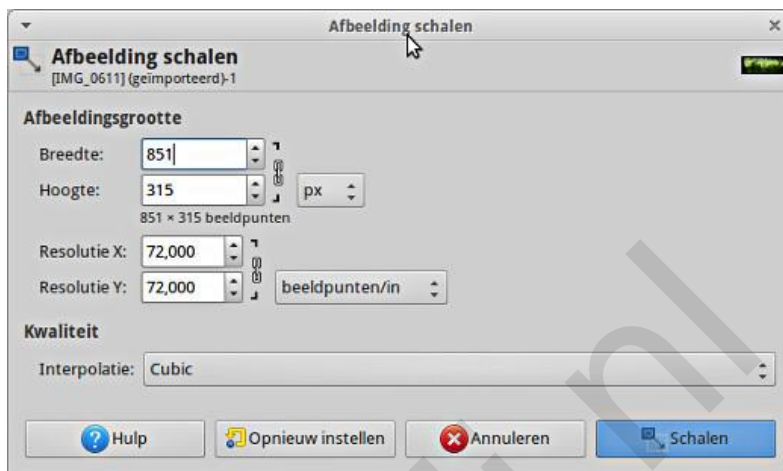 Afbeelding schalen
Afbeelding schalen
[IMG_0611] (geïmporteerd)-1
Afbeeldingsgrootte
Breedte: 851
Hoogte: 315 px
851 × 315 beeldpunten
Resolutie X: 72,000
Resolutie Y: 72,000 beeldpunten/in
Kwaliteit
Interpolatie: Cubic
Hulp Opnieuw instellen Annuleren Schalen
nl